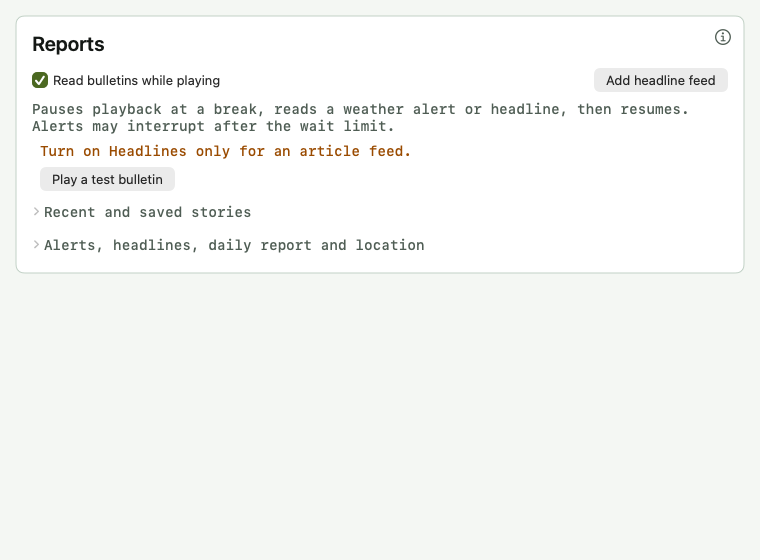 Reports
Read bulletins while playing
Add headline feed
Pauses playback at a break, reads a weather alert or headline, then resumes.
Alerts may interrupt after the wait limit.
Turn on Headlines only for an article feed.
Play a test bulletin
Recent and saved stories
Alerts, headlines, daily report and location